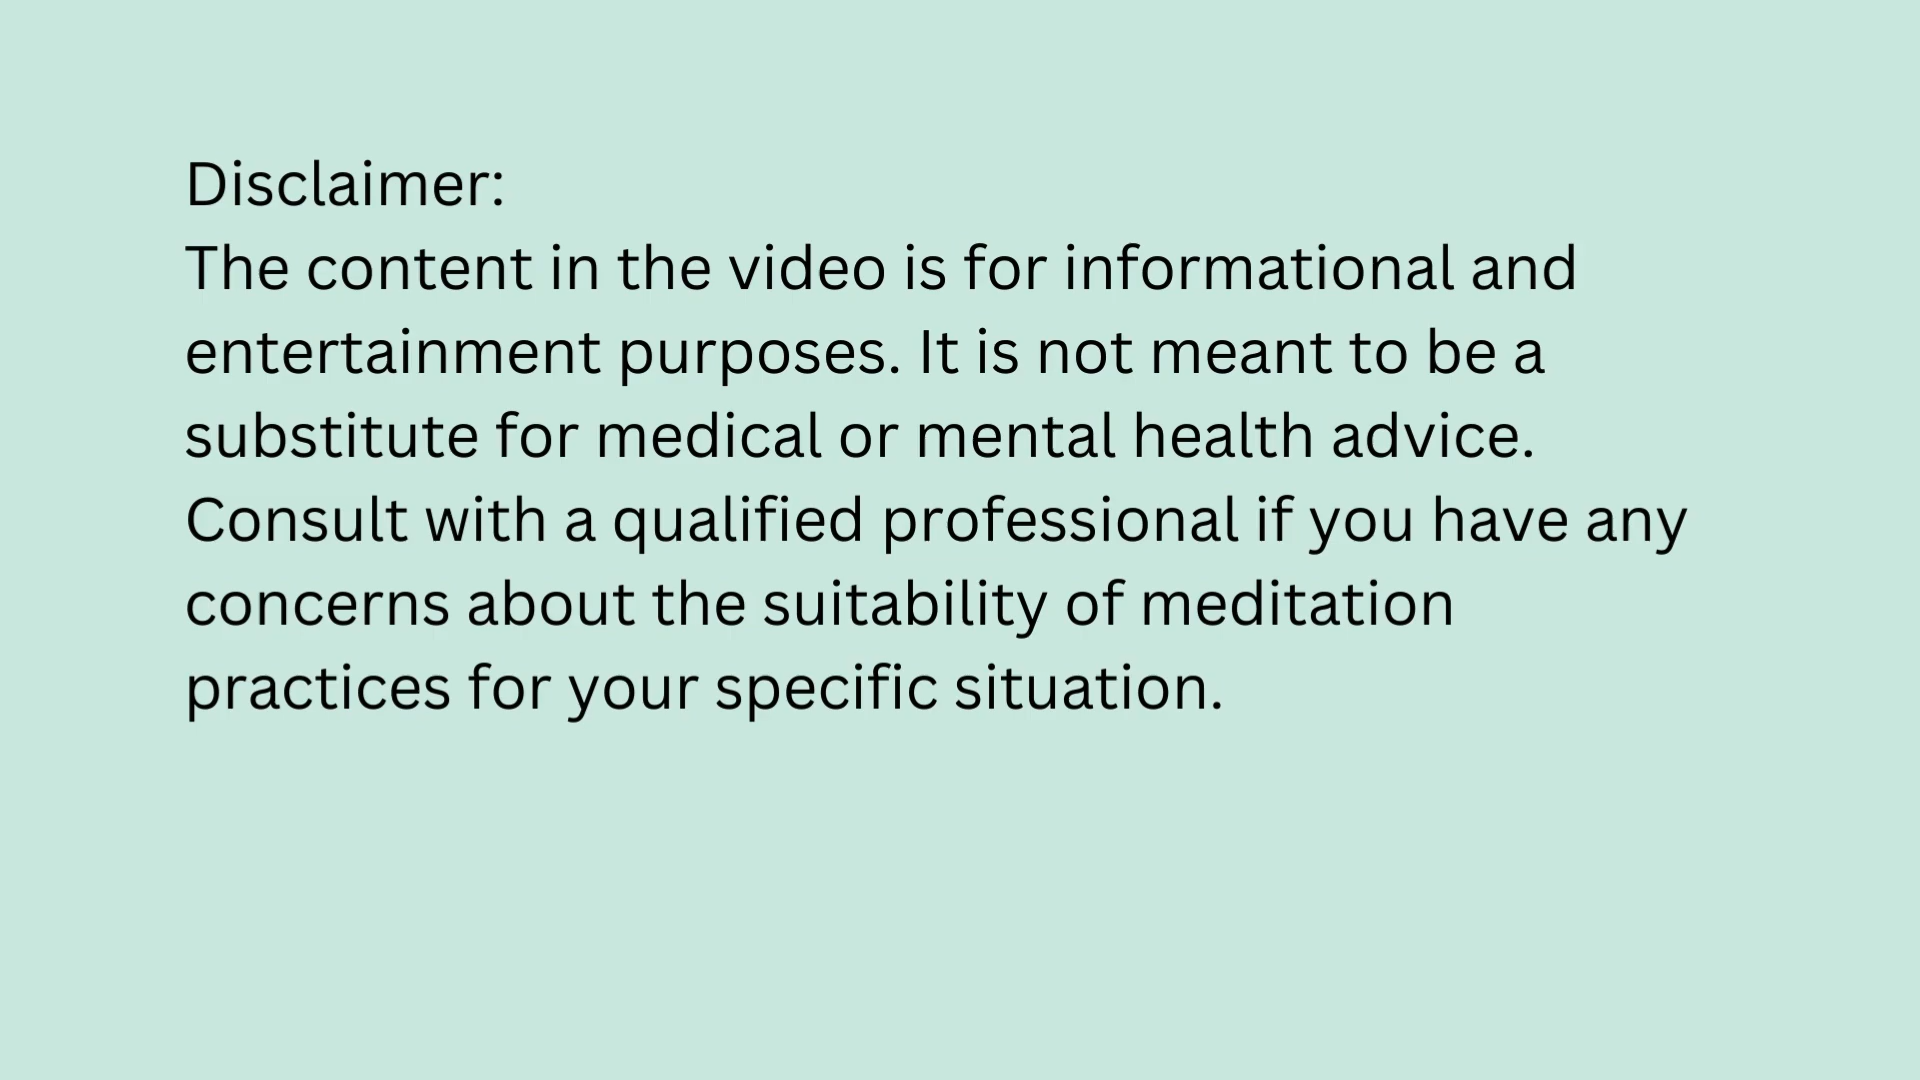 Disclaimer:
The content in the video is for informational and
entertainment purposes. It is not meant to be a
substitute for medical or mental health advice.
Consult with a qualified professional if you have any
concerns about the suitability of meditation
practices for your specific situation.